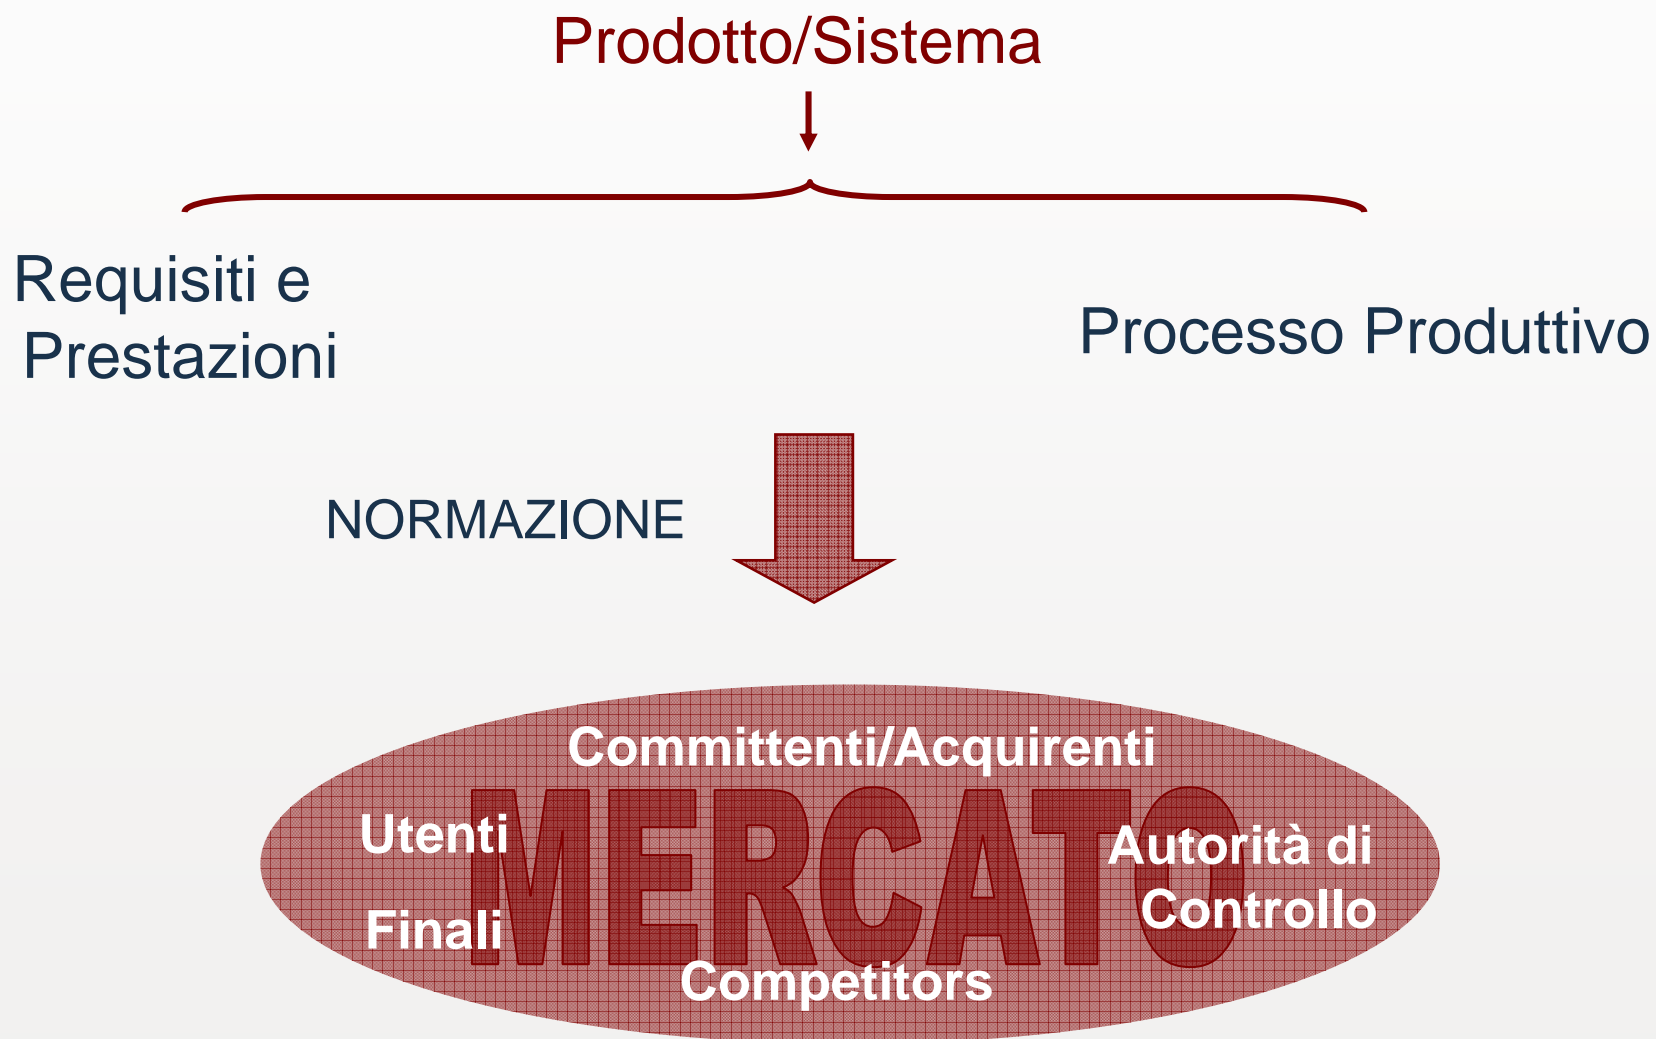 Prodotto/Sistema
Requisiti e
Prestazioni
Processo Produttivo
NORMAZIONE
Committenti/Acquirenti
MERCATO
Utenti
Finali
Autorità di
Controllo
Competitors